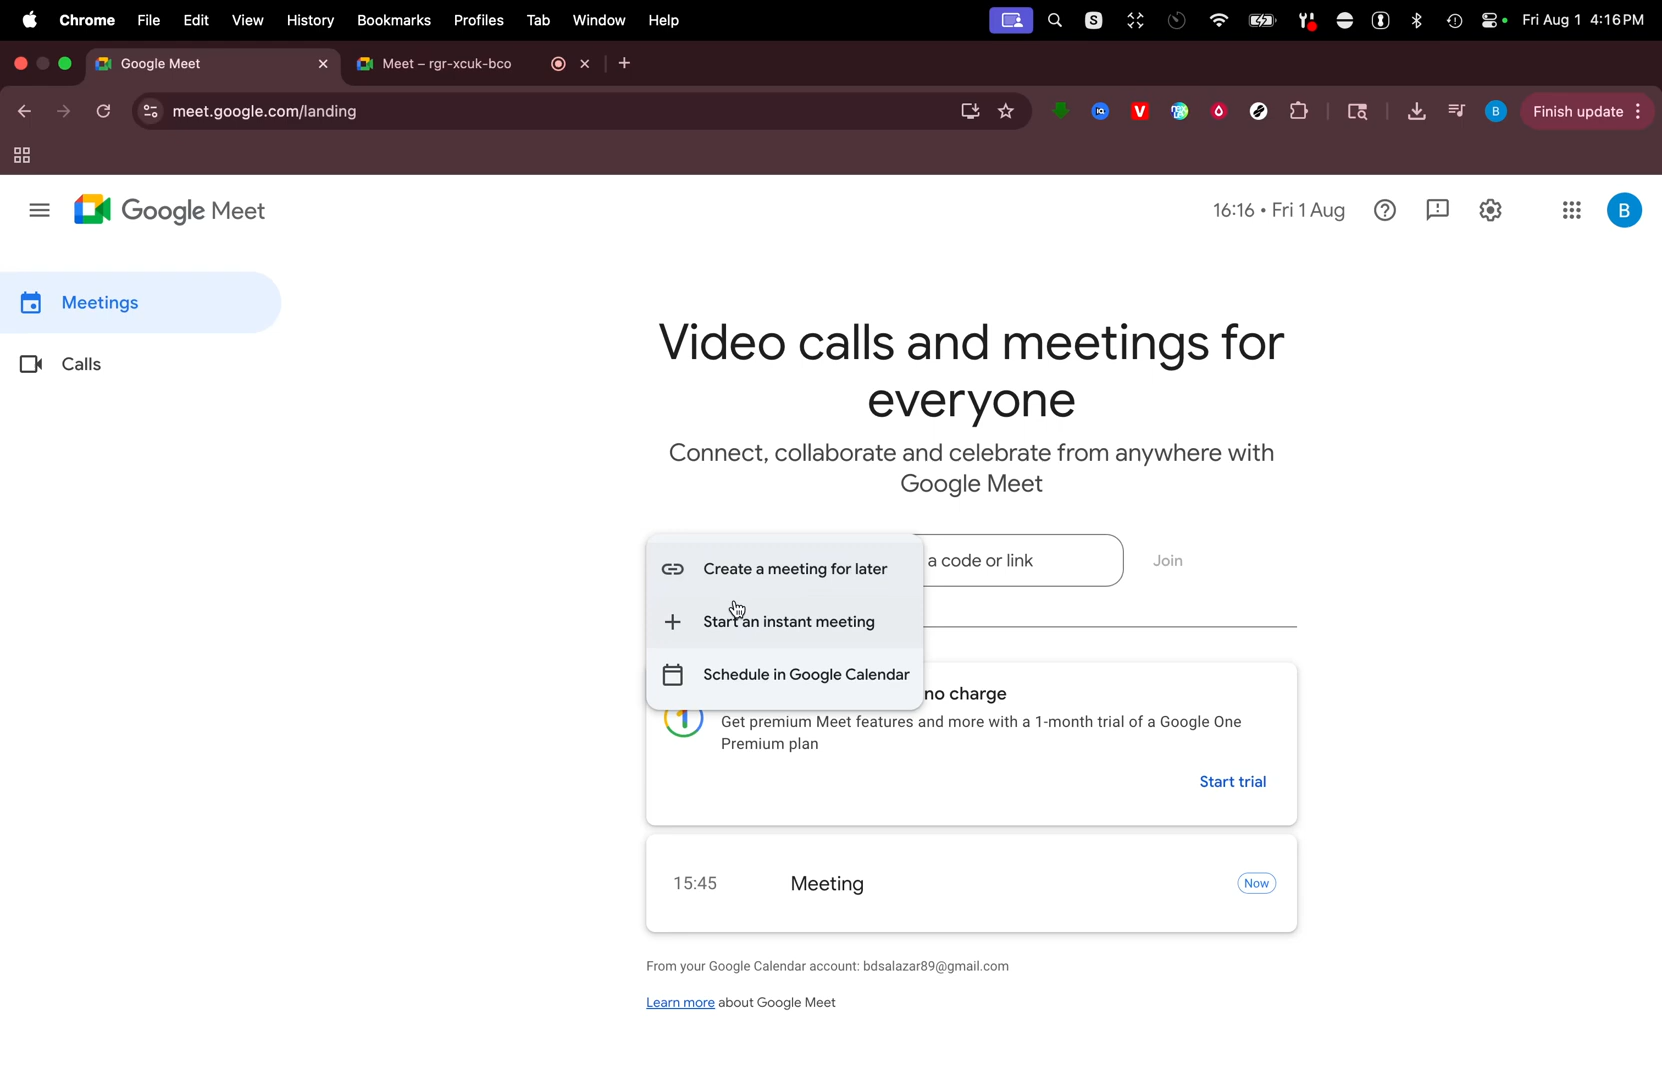 Chrome File Edit View History Bookmarks Profiles Tab Window Help Fri Aug 1 4:16 PM
Google Meet Meet – rgr-xcuk-bco
meet.google.com/landing B Finish update
Google Meet 16:16 • Fri 1 Aug B
Meetings
Calls
Video calls and meetings for
everyone
Connect, collaborate and celebrate from anywhere with
Google Meet
Create a meeting for later
a code or link Join
Start an instant meeting
Schedule in Google Calendar
no charge
Get premium Meet features and more with a 1-month trial of a Google One
Premium plan
Start trial
15:45 Meeting Now
From your Google Calendar account: bdsalazar89@gmail.com
Learn more about Google Meet